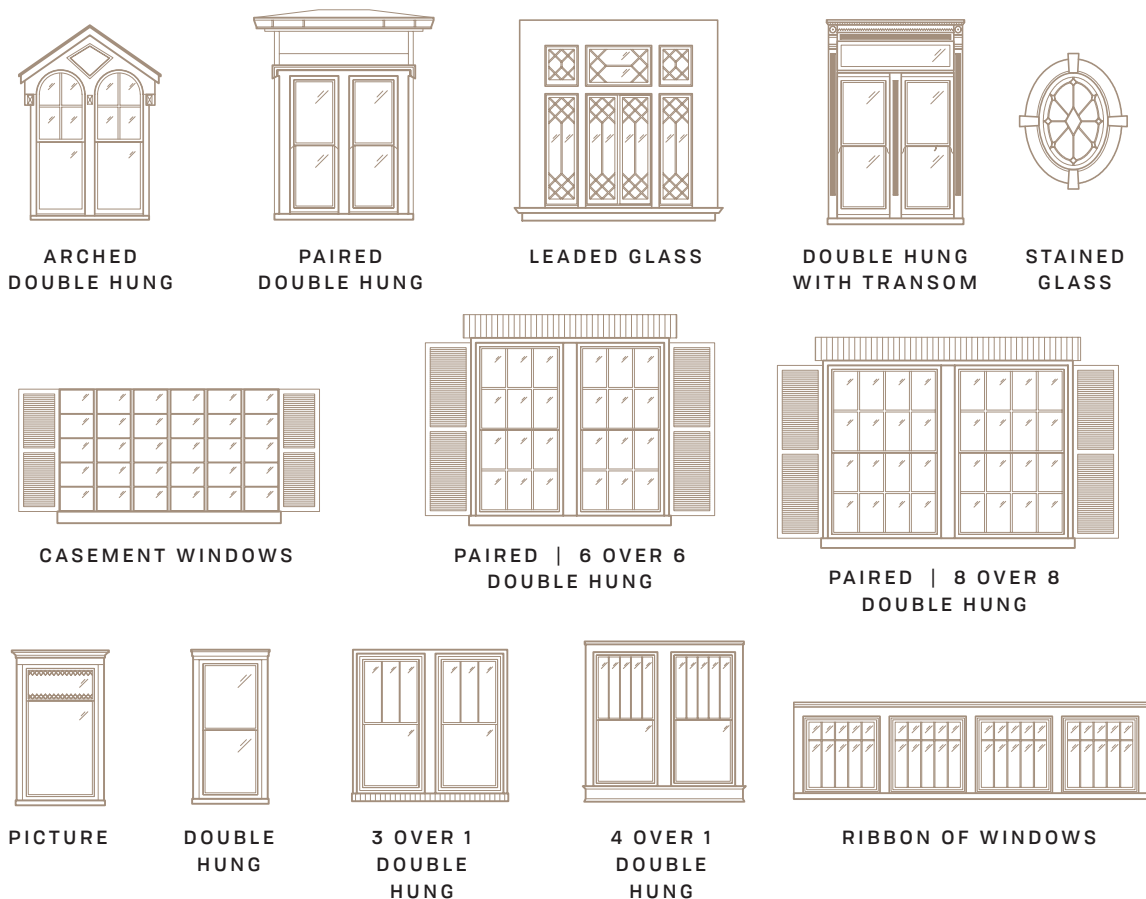 ARCHED
DOUBLE HUNG
PAIRED
DOUBLE HUNG
LEADED GLASS
DOUBLE HUNG
WITH TRANSOM
STAINED
GLASS
CASEMENT WINDOWS
PAIRED | 6 OVER 6
DOUBLE HUNG
PAIRED | 8 OVER 8
DOUBLE HUNG
PICTURE
DOUBLE
HUNG
3 OVER 1
DOUBLE
HUNG
4 OVER 1
DOUBLE
HUNG
RIBBON OF WINDOWS